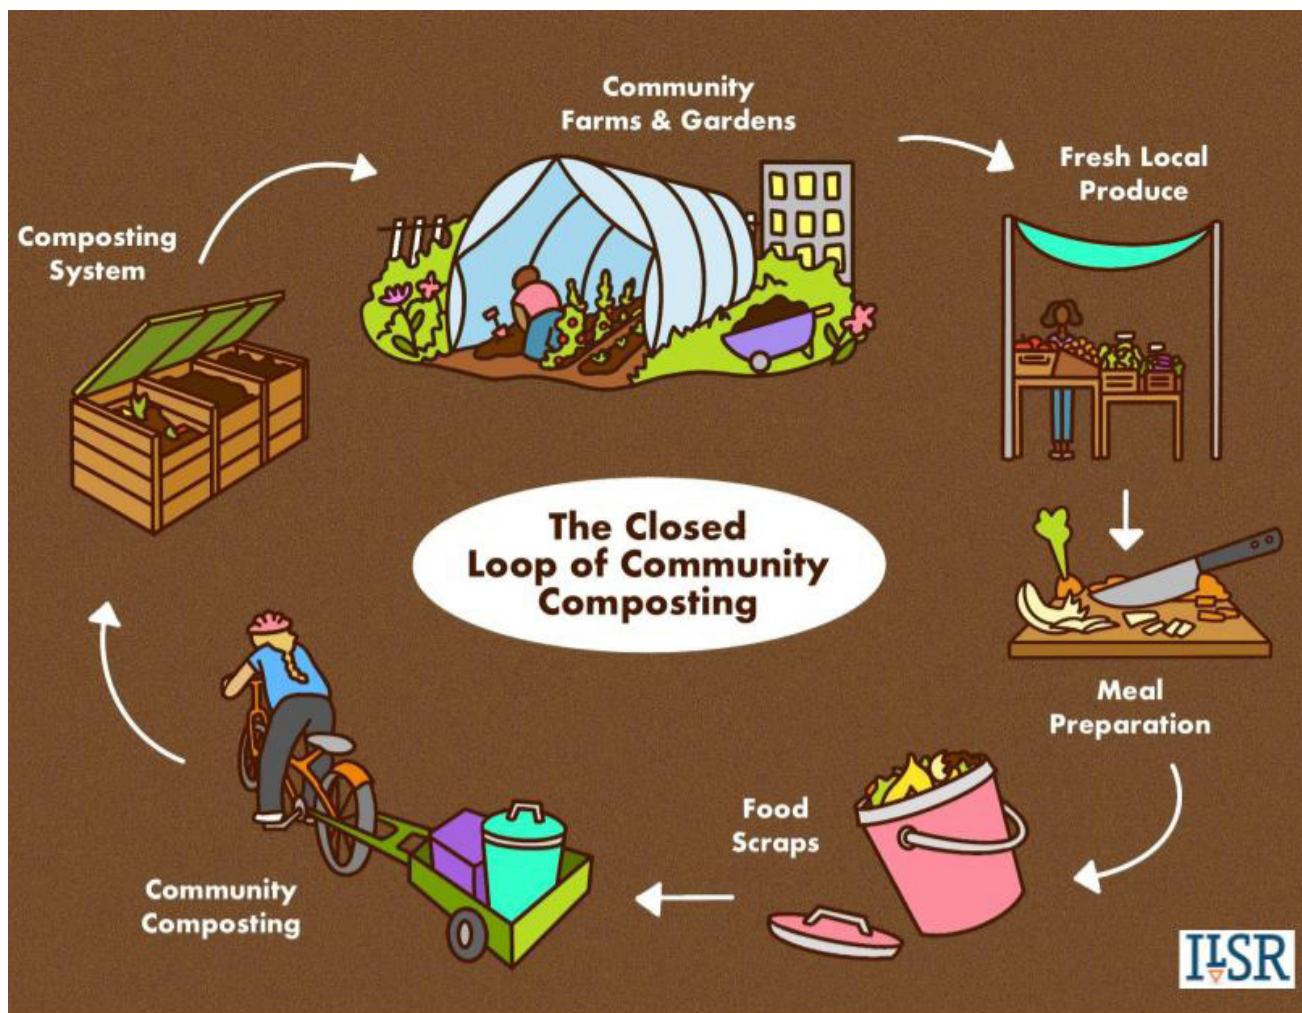 Community
Farms & Gardens
Fresh Local
Produce
Composting
System
The Closed
Loop of Community
Composting
Meal
Preparation
Food
Scraps
Community
Composting
ILSR